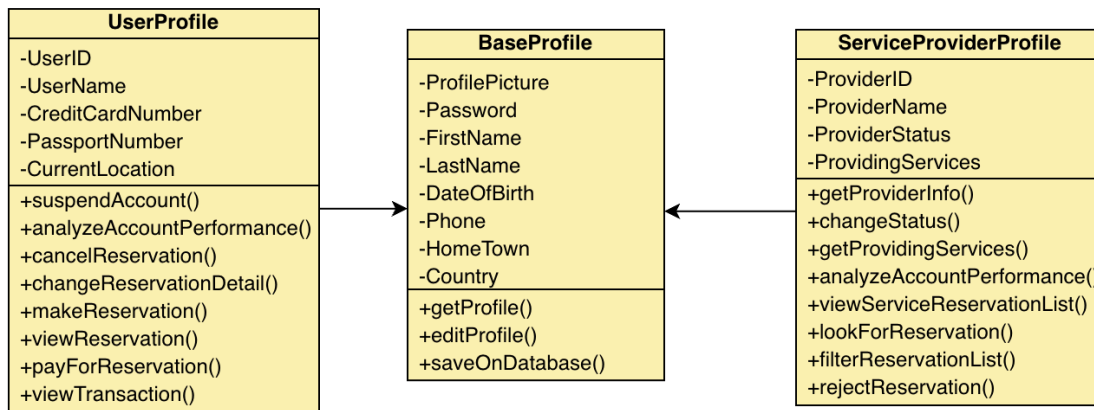 UserProfile
-UserID
-UserName
-CreditCardNumber
-PassportNumber
-CurrentLocation
+suspendAccount()
+analyzeAccountPerformance()
+cancelReservation()
+changeReservationDetail()
+makeReservation()
+viewReservation()
+payForReservation()
+viewTransaction()
BaseProfile
-ProfilePicture
-Password
-FirstName
-LastName
-DateOfBirth
-Phone
-HomeTown
-Country
+getProfile()
+editProfile()
+saveOnDatabase()
ServiceProviderProfile
-ProviderID
-ProviderName
-ProviderStatus
-ProvidingServices
+getProviderInfo()
+changeStatus()
+getProvidingServices()
+analyzeAccountPerformance()
+viewServiceReservationList()
+lookForReservation()
+filterReservationList()
+rejectReservation()